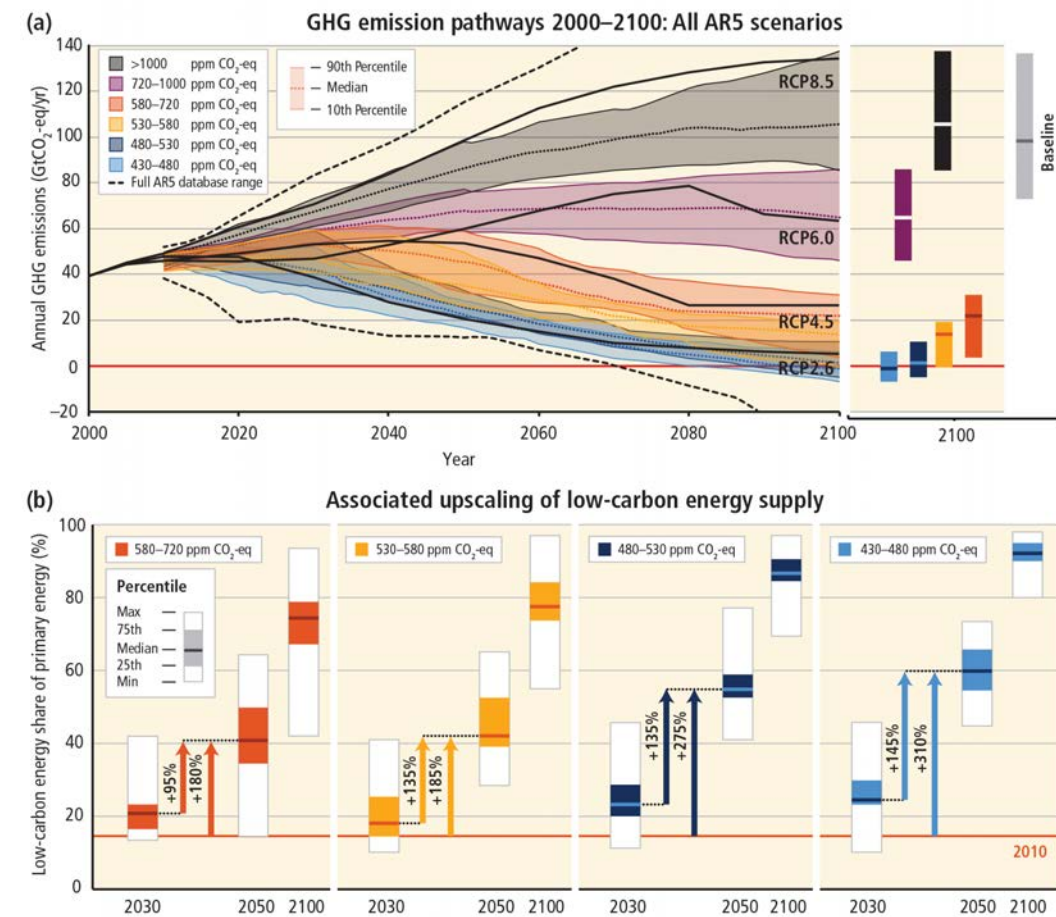 (a) GHG emission pathways 2000–2100: All AR5 scenarios
Annual GHG emissions (GtCO2-eq/yr)
140
120
100
80
60
40
20
0
–20
>1000 ppm CO2-eq
720–1000 ppm CO2-eq
580–720 ppm CO2-eq
530–580 ppm CO2-eq
480–530 ppm CO2-eq
430–480 ppm CO2-eq
Full AR5 database range
90th Percentile
Median
10th Percentile
RCP8.5
RCP6.0
RCP4.5
RCP2.6
Baseline
2000 2020 2040 2060 2080 2100 2100
Year
(b) Associated upscaling of low-carbon energy supply
Low-carbon energy share of primary energy (%)
100
80
60
40
20
0
580–720 ppm CO2-eq
Percentile
Max
75th
Median
25th
Min
+95%
+180%
530–580 ppm CO2-eq
+135%
+185%
480–530 ppm CO2-eq
+135%
+275%
430–480 ppm CO2-eq
+145%
+310%
2010
2030 2050 2100 2030 2050 2100 2030 2050 2100 2030 2050 2100